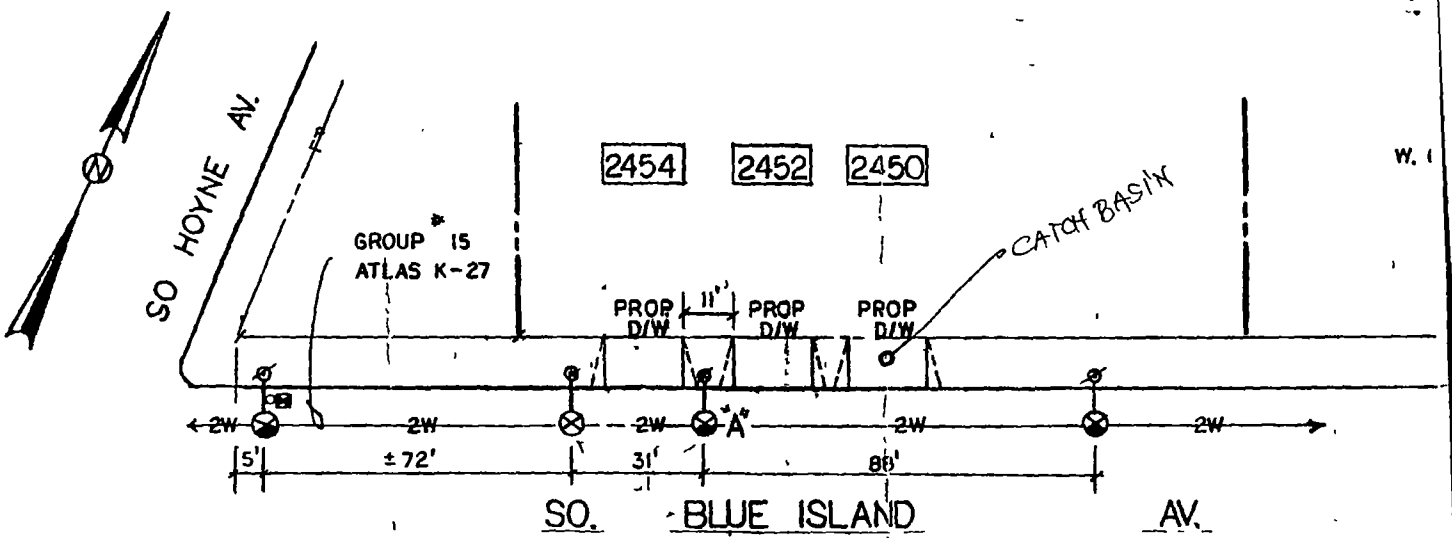 N
SO HOYNE AV.
2454 2452 2450
W.
CATCH BASIN
GROUP # 15
ATLAS K-27
PROP D/W
11'
PROP D/W
PROP D/W
2W 2W 2W "A" 2W 2W
5' ±72' 31' 88'
SO. BLUE ISLAND AV.